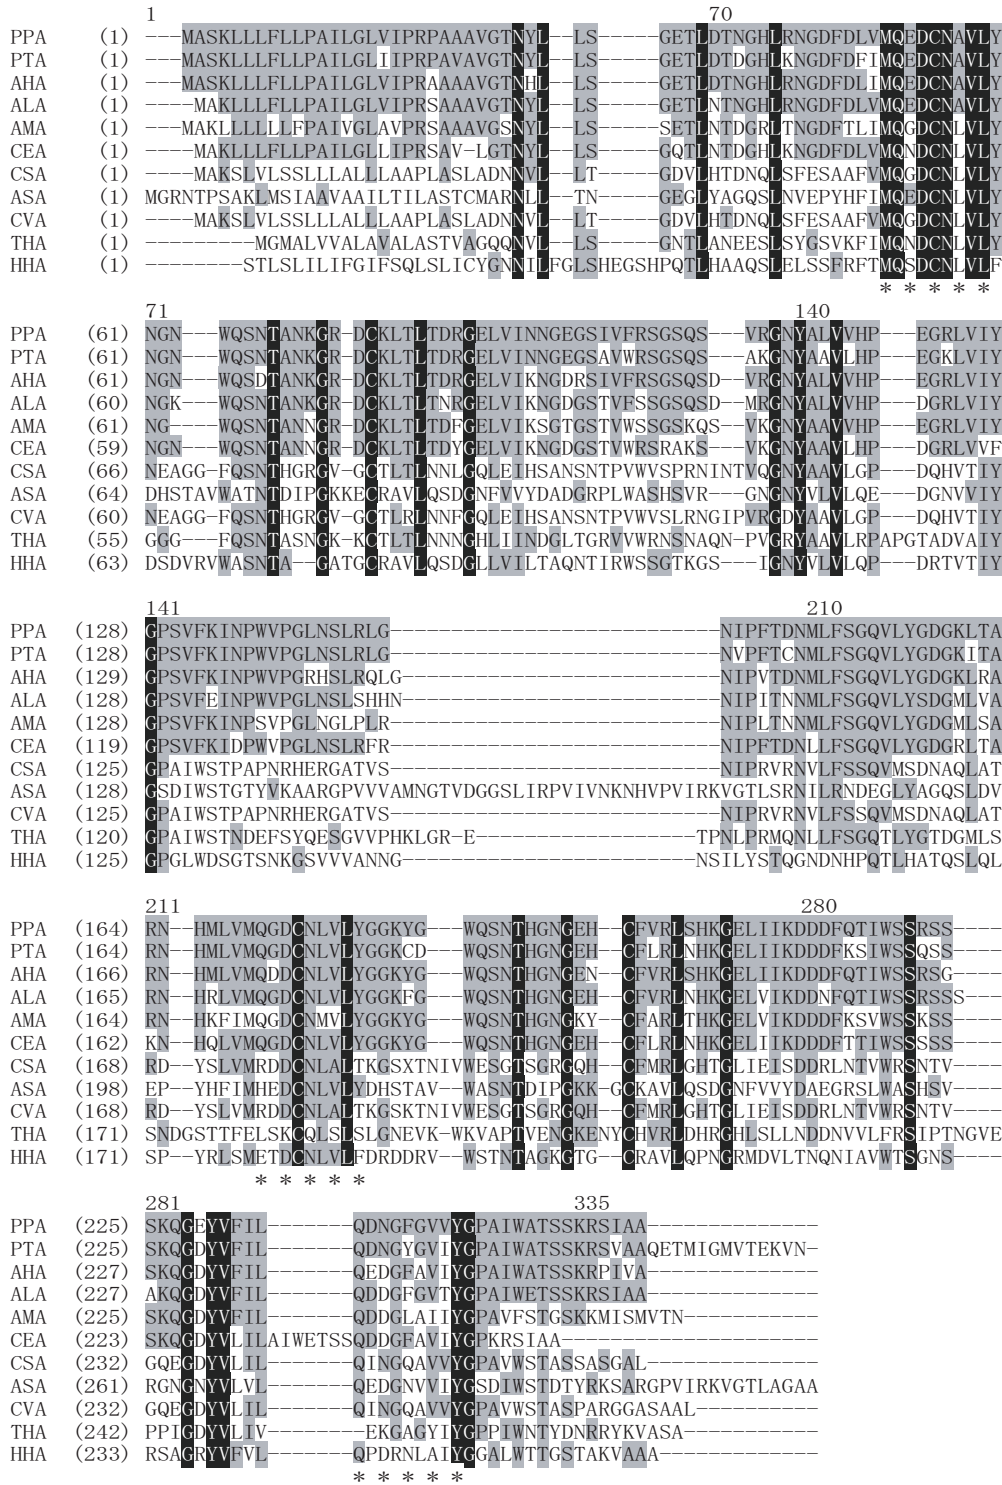 1 70
PPA (1) ---MASKLLLFLLPAILGLVIPRPAAAVGTNYL--LS-----GETLDTNGHLRNGDFDLVMQEDCNAVLY
PTA (1) ---MASKLLLFLLPAILGLIIPRPAVAVGTNYL--LS-----GETLDTDGHLKNGDFDFIMQEDCNAVLY
AHA (1) ---MASKLLLFLLPAILGLVIPRAAAAVGTNHL--LS-----GETLDTNGHLRNGDFDLIMQEDCNAVLY
ALA (1) ----MAKLLLFLLPAILGLVIPRSAAAVGTNYL--LS-----GETLNTNGHLRNGDFDLVMQEDCNAVLY
AMA (1) ---MAKLLLLLLFPAIVGLAVPRSAAAVGSNYL--LS-----SETLNTDGRLTNGDFTLIMQGDCNLVLY
CEA (1) ----MAKLLLFLLPAILGLLIPRSAV-LGTNYL--LS-----GQTLNTDGHLKNGDFDLVMQGDCNLVLY
CSA (1) ----MAKSLVLSSLLLALLLAAPLASLADNNVL--LT-----GDVLHTDNQLSFESAAFVMQGDCNLVLY
ASA (1) MGRNTPSAKLMSIAAVAAILTILASTCMARNLL--TN-----GEGLYAGQSLNVEPYHFIMQEDCNLVLY
CVA (1) ----MAKSLVLSSLLLALLLAAPLASLADNNVL--LT-----GDVLHTDNQLSFESAAFVMQGDCNLVLY
THA (1) ---------MGMALVVALAVALASTVAGQQNVL--LS-----GNTLANEESLSYGSVKFIMQNDCNLVLY
HHA (1) --------STLSLILIFGIFSQLSLICYGNNILFGLSHEGSHPQTLHAAQSLELSSFRFTMQSDCNLVLF
* * * * *
71 140
PPA (61) NGN---WQSNTANKGR-DCKLTLTDRGELVINNGEGSIVFRSGSQS---VRGNYALVVHP---EGRLVIY
PTA (61) NGN---WQSNTANKGR-DCKLTLTDRGELVINNGEGSAVWRSGSQS---AKGNYAAVLHP---EGKLVIY
AHA (61) NGN---WQSDTANKGR-DCKLTLTDRGELVIKNGDRSIVFRSGSQSD--VRGNYALVVHP---EGRLVIY
ALA (60) NGK---WQSNTANKGR-DCKLTLTNRGELVIKNGDGSTVFSSGSQSD--MRGNYALVVHP---DGRLVIY
AMA (61) NG----WQSNTANNGR-DCKLTLTDFGELVIKSGTGSTVWSSGSKQS--VKGNYAAVVHP---EGRLVIY
CEA (59) NGN---WQSNTANNGR-DCKLTLTDYGELVIKNGDGSTVWRSRAKS---VKGNYAAVLHP---DGRLVVF
CSA (66) NEAGG-FQSNTHGRGV-GCTLTLNNLGQLEIHSANSNTPVWVSPRNINTVQGNYAAVLGP---DQHVTIY
ASA (64) DHSTAVWATNTDIPGKKECRAVLQSDGNFVVYDADGRPLWASHSVR---GNGNYVLVLQE---DGNVVIY
CVA (60) NEAGG-FQSNTHGRGV-GCTLRLNNFGQLEIHSANSNTPVWVSLRNGIPVRGDYAAVLGP---DQHVTIY
THA (55) GGG---FQSNTASNGK-KCTLTLNNNGHLIINDGLTGRVVWRNSNAQN-PVGRYAAVLRPAPGTADVAIY
HHA (63) DSDVRVWASNTA--GATGCRAVLQSDGLLVILTAQNTIRWSSGTKGS---IGNYVLVLQP---DRTVTIY
141 210
PPA (128) GPSVFKINPWVPGLNSLRLG---------------------------NIPFTDNMLFSGQVLYGDGKLTA
PTA (128) GPSVFKINPWVPGLNSLRLG---------------------------NVPFTCNMLFSGQVLYGDGKITA
AHA (129) GPSVFKINPWVPGRHSLRQLG--------------------------NIPVTDNMLFSGQVLYGDGKLRA
ALA (128) GPSVFEINPWVPGLNSLSHHN--------------------------NIPITNNMLFSGQVLYSDGMLVA
AMA (128) GPSVFKINPSVPGLNGLPLR---------------------------NIPLTNNMLFSGQVLYGDGMLSA
CEA (119) GPSVFKIDPWVPGLNSLRFR---------------------------NIPFTDNLLFSGQVLYGDGRLTA
CSA (125) GPAIWSTPAPNRHERGATVS---------------------------NIPRVRNVLFSSQVMSDNAQLAT
ASA (128) GSDIWSTGTYVKAARGPVVVAMNGTVDGGSLIRPVIVNKNHVPVIRKVGTLSRNILRNDEGLYAGQSLDV
CVA (125) GPAIWSTPAPNRHERGATVS---------------------------NIPRVRNVLFSSQVMSDNAQLAT
THA (120) GPAIWSTNDEFSYQESGVVPHKLGR-E------------------TPNLPRMQNLLFSGQTLYGTDGMLS
HHA (125) GPGLWDSGTSNKGSVVVANNG------------------------NSILYSTQGNDNHPQTLHATQSLQL
211 280
PPA (164) RN--HMLVMQGDCNLVLYGGKYG---WQSNTHGNGEH--CFVRLSHKGELIIKDDDFQTIWSSRSS----
PTA (164) RN--HMLVMQGDCNLVLYGGKCD---WQSNTHGNGEH--CFLRLNHKGELIIKDDDFKSIWSSQSS----
AHA (166) RN--HMLVMQDDCNLVLYGGKYG---WQSNTHGNGEN--CFVRLSHKGELIIKDDDFQTIWSSRSG----
ALA (165) RN--HRLVMQGDCNLVLYGGKFG---WQSNTHGNGEH--CFVRLNHKGELVIKDDNFQTIWSSRSSS---
AMA (164) RN--HKFIMQGDCNMVLYGGKYG---WQSNTHGNGKY--CFARLTHKGELVIKDDDFKSVWSSKSS----
CEA (162) KN--HQLVMQGDCNLVLYGGKYG---WQSNTHGNGEH--CFLRLNHKGELIIKDDDFTTIWSSSSS----
CSA (168) RD--YSLVMRDDCNLALTKGSXTNIVWESGTSGRGQH--CFMRLGHTGLIEISDDRLNTVWRSNTV----
ASA (198) EP--YHFIMHEDCNLVLYDHSTAV--WASNTDIPGKK-GCKAVLQSDGNFVVYDAEGRSLWASHSV----
CVA (168) RD--YSLVMRDDCNLALTKGSKTNIVWESGTSGRGQH--CFMRLGHTGLIEISDDRLNTVWRSNTV----
THA (171) SNDGSTTFELSKCQLSLSLGNEVK-WKVAPTVENGKENYCHVRLDHRGHLSLLNDDNVVLFRSIPTNGVE
HHA (171) SP--YRLSMETDCNLVLFDRDDRV---WSTNTAGKGTG--CRAVLQPNGRMDVLTNQNIAVWTSGNS----
* * * * *
281 335
PPA (225) SKQGEYVFIL-------QDNGFGVVYGPAIWATSSKRSIAA--------------
PTA (225) SKQGDYVFIL-------QDNGYGVIYGPAIWATSSKRSVAAQETMIGMVTEKVN-
AHA (227) SKQGDYVFIL-------QEDGFAVIYGPAIWATSSKRPIVA--------------
ALA (227) AKQGDYVFIL-------QDDGFGVTYGPAIWETSSKRSIAA--------------
AMA (225) SKQGDYVFIL-------QDDGLAIIYGPAVFSTGSKKMISMVTN-----------
CEA (223) SKQGDYVLILAIWETSSQDDGFAVIYGPKRSIAA---------------------
CSA (232) GQEGDYVLIL-------QINGQAVVYGPAVWSTASSASGAL--------------
ASA (261) RGNGNYVLVL-------QEDGNVVIYGSDIWSTDTYRKSARGPVIRKVGTLAGAA
CVA (232) GQEGDYVLIL-------QINGQAVVYGPAVWSTASPARGGASAAL----------
THA (242) PPIGDYVLIV--------EKGAGYIYGPPIWNTYDNRRYKVASA-----------
HHA (233) RSAGRYVFVL-------QPDRNLAIYGGALWTTGSTAKVAAA-------------
* * * * *